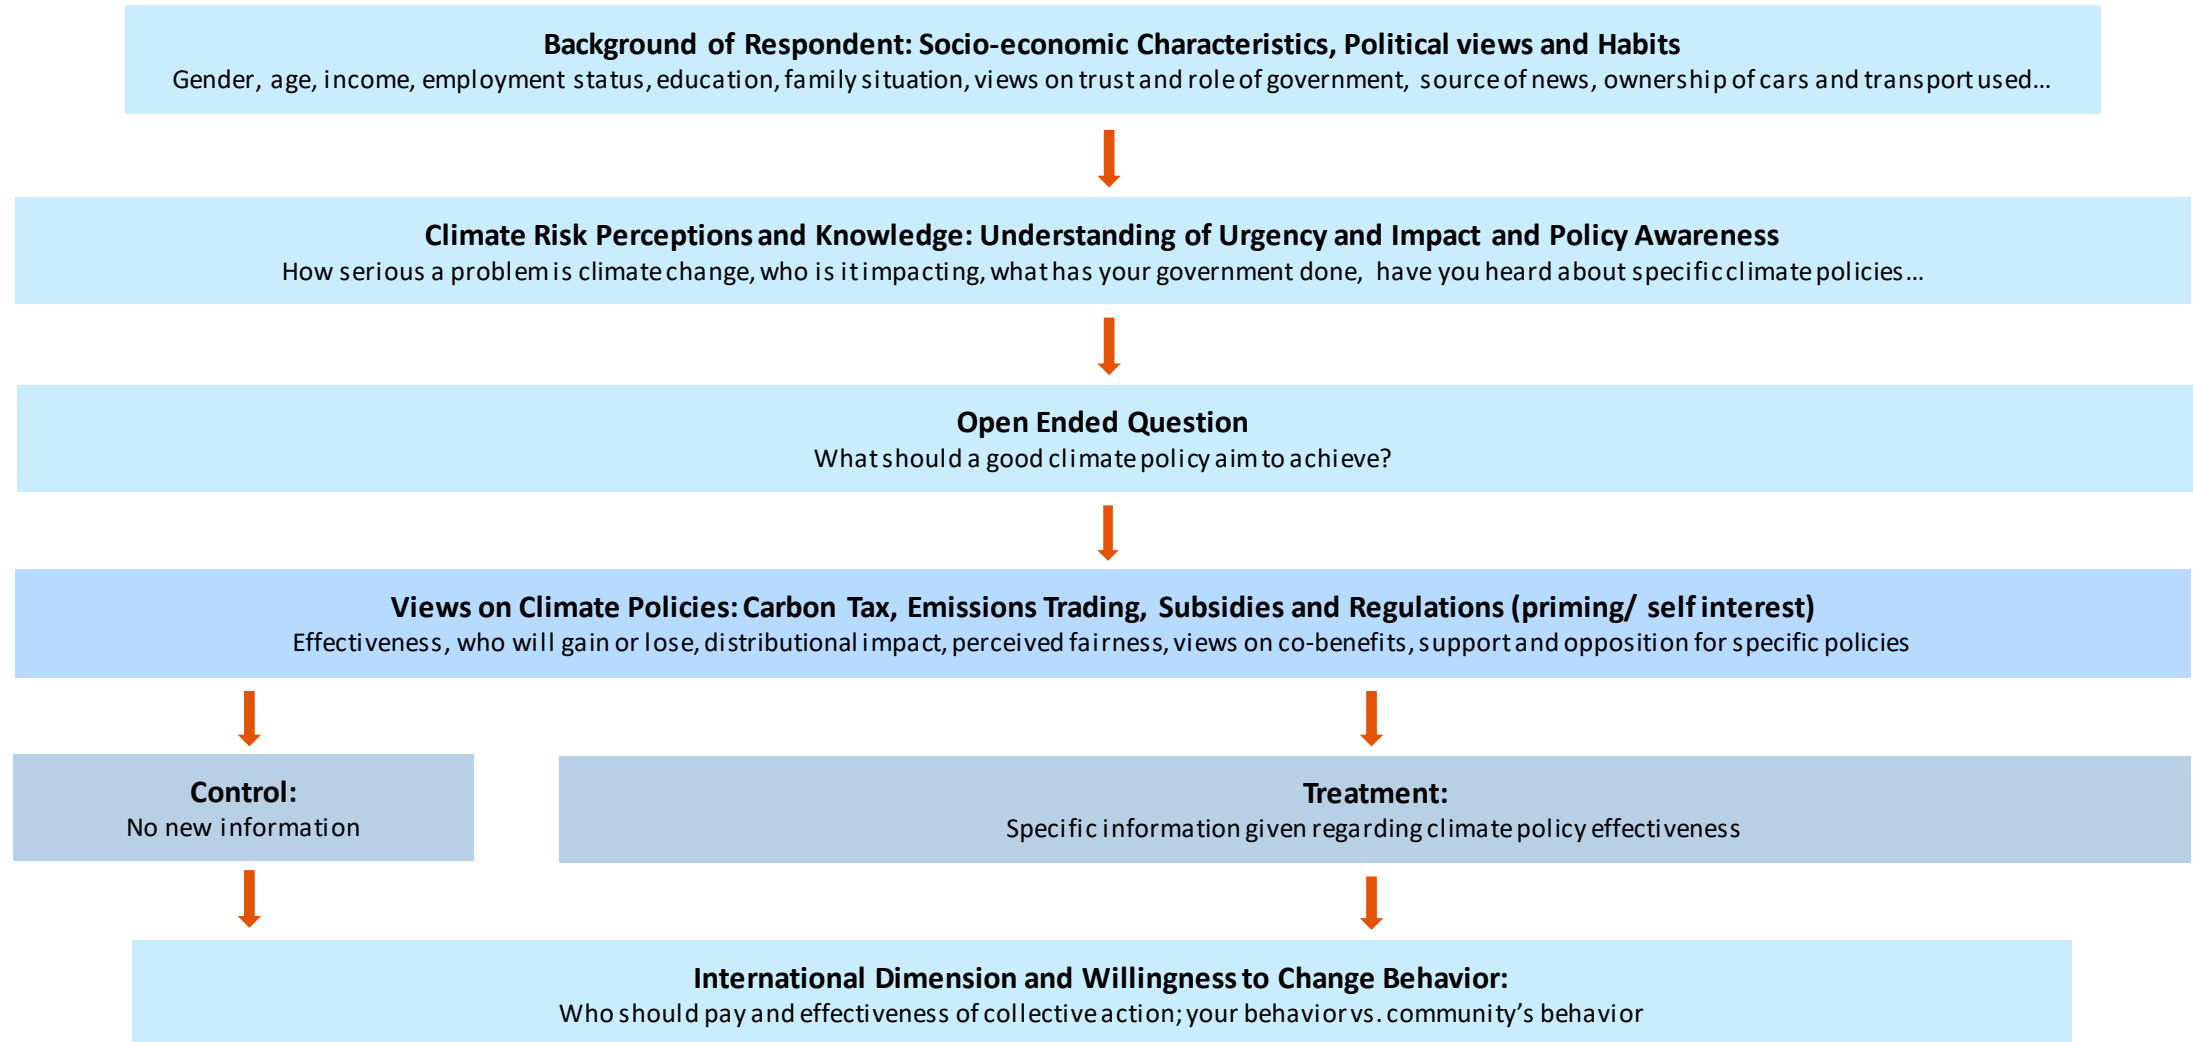 Background of Respondent: Socio-economic Characteristics, Political views and Habits
Gender, age, income, employment status, education, family situation, views on trust and role of government, source of news, ownership of cars and transport used…
Climate Risk Perceptions and Knowledge: Understanding of Urgency and Impact and Policy Awareness
How serious a problem is climate change, who is it impacting, what has your government done, have you heard about specific climate policies…
Open Ended Question
What should a good climate policy aim to achieve?
Views on Climate Policies: Carbon Tax, Emissions Trading, Subsidies and Regulations (priming/ self interest)
Effectiveness, who will gain or lose, distributional impact, perceived fairness, views on co-benefits, support and opposition for specific policies
Control:
No new information
Treatment:
Specific information given regarding climate policy effectiveness
International Dimension and Willingness to Change Behavior:
Who should pay and effectiveness of collective action; your behavior vs. community's behavior